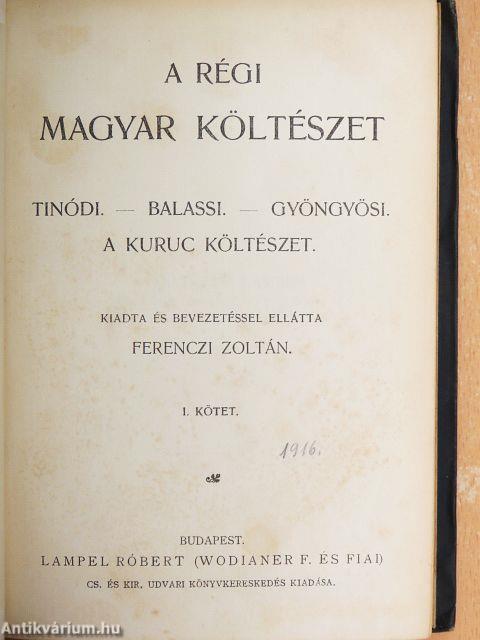 A RÉGI
MAGYAR KÖLTÉSZET
TINÓDI. — BALASSI. — GYÖNGYÖSI.
A KURUC KÖLTÉSZET.
KIADTA ÉS BEVEZETÉSSEL ELLÁTTA
FERENCZI ZOLTÁN.
I. KÖTET.
1916.
BUDAPEST.
LAMPEL RÓBERT (WODIANER F. ÉS FIAI)
CS. ÉS KIR. UDVARI KÖNYVKERESKEDÉS KIADÁSA.
Antikvárium.hu